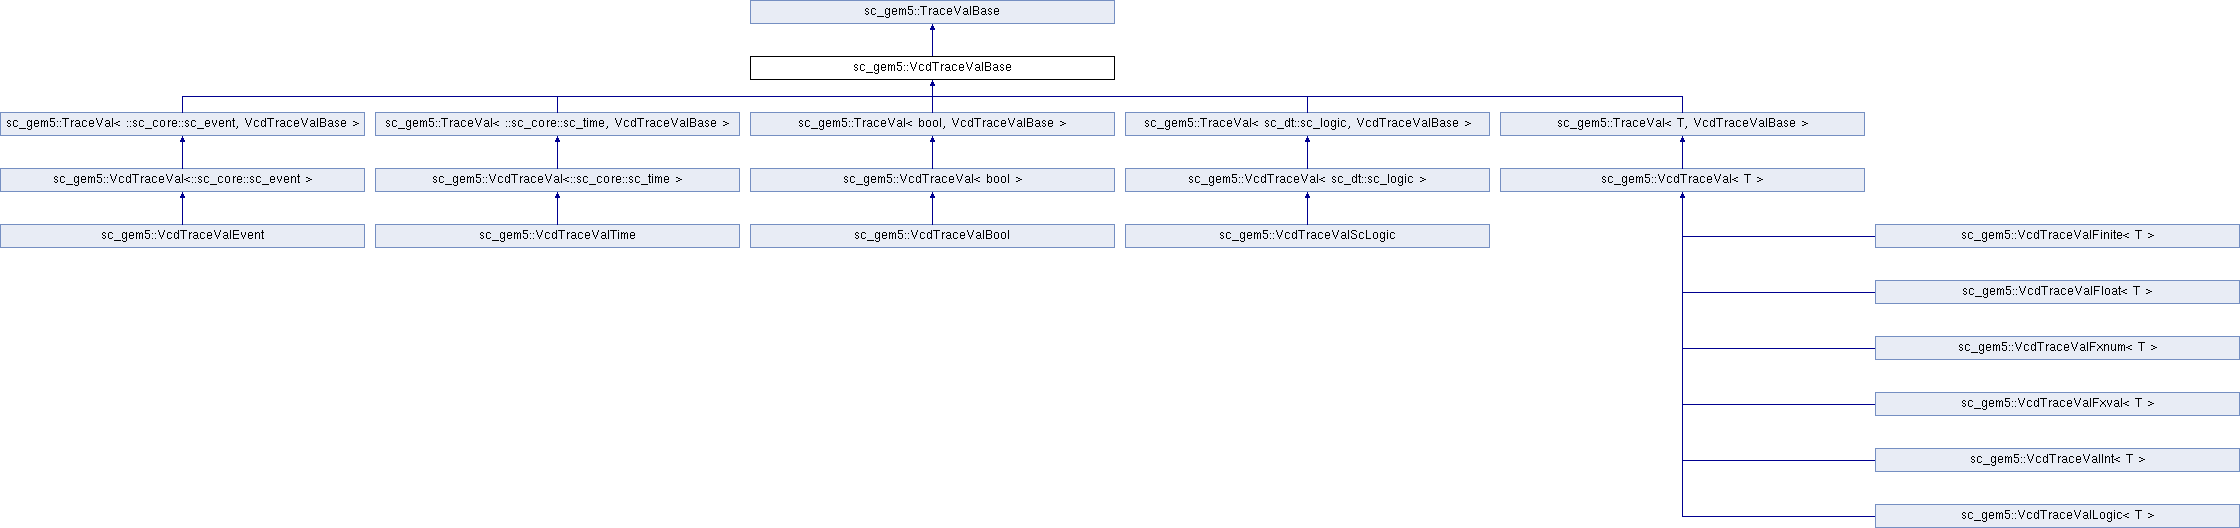 sc_gem5::TraceValBase
sc_gem5::VcdTraceValBase
sc_gem5::TraceVal< ::sc_core::sc_event, VcdTraceValBase >
sc_gem5::TraceVal< ::sc_core::sc_time, VcdTraceValBase >
sc_gem5::TraceVal< bool, VcdTraceValBase >
sc_gem5::TraceVal< sc_dt::sc_logic, VcdTraceValBase >
sc_gem5::TraceVal< T, VcdTraceValBase >
sc_gem5::VcdTraceVal<::sc_core::sc_event >
sc_gem5::VcdTraceVal<::sc_core::sc_time >
sc_gem5::VcdTraceVal< bool >
sc_gem5::VcdTraceVal< sc_dt::sc_logic >
sc_gem5::VcdTraceVal< T >
sc_gem5::VcdTraceValEvent
sc_gem5::VcdTraceValTime
sc_gem5::VcdTraceValBool
sc_gem5::VcdTraceValScLogic
sc_gem5::VcdTraceValFinite< T >
sc_gem5::VcdTraceValFloat< T >
sc_gem5::VcdTraceValFxnum< T >
sc_gem5::VcdTraceValFxval< T >
sc_gem5::VcdTraceValInt< T >
sc_gem5::VcdTraceValLogic< T >